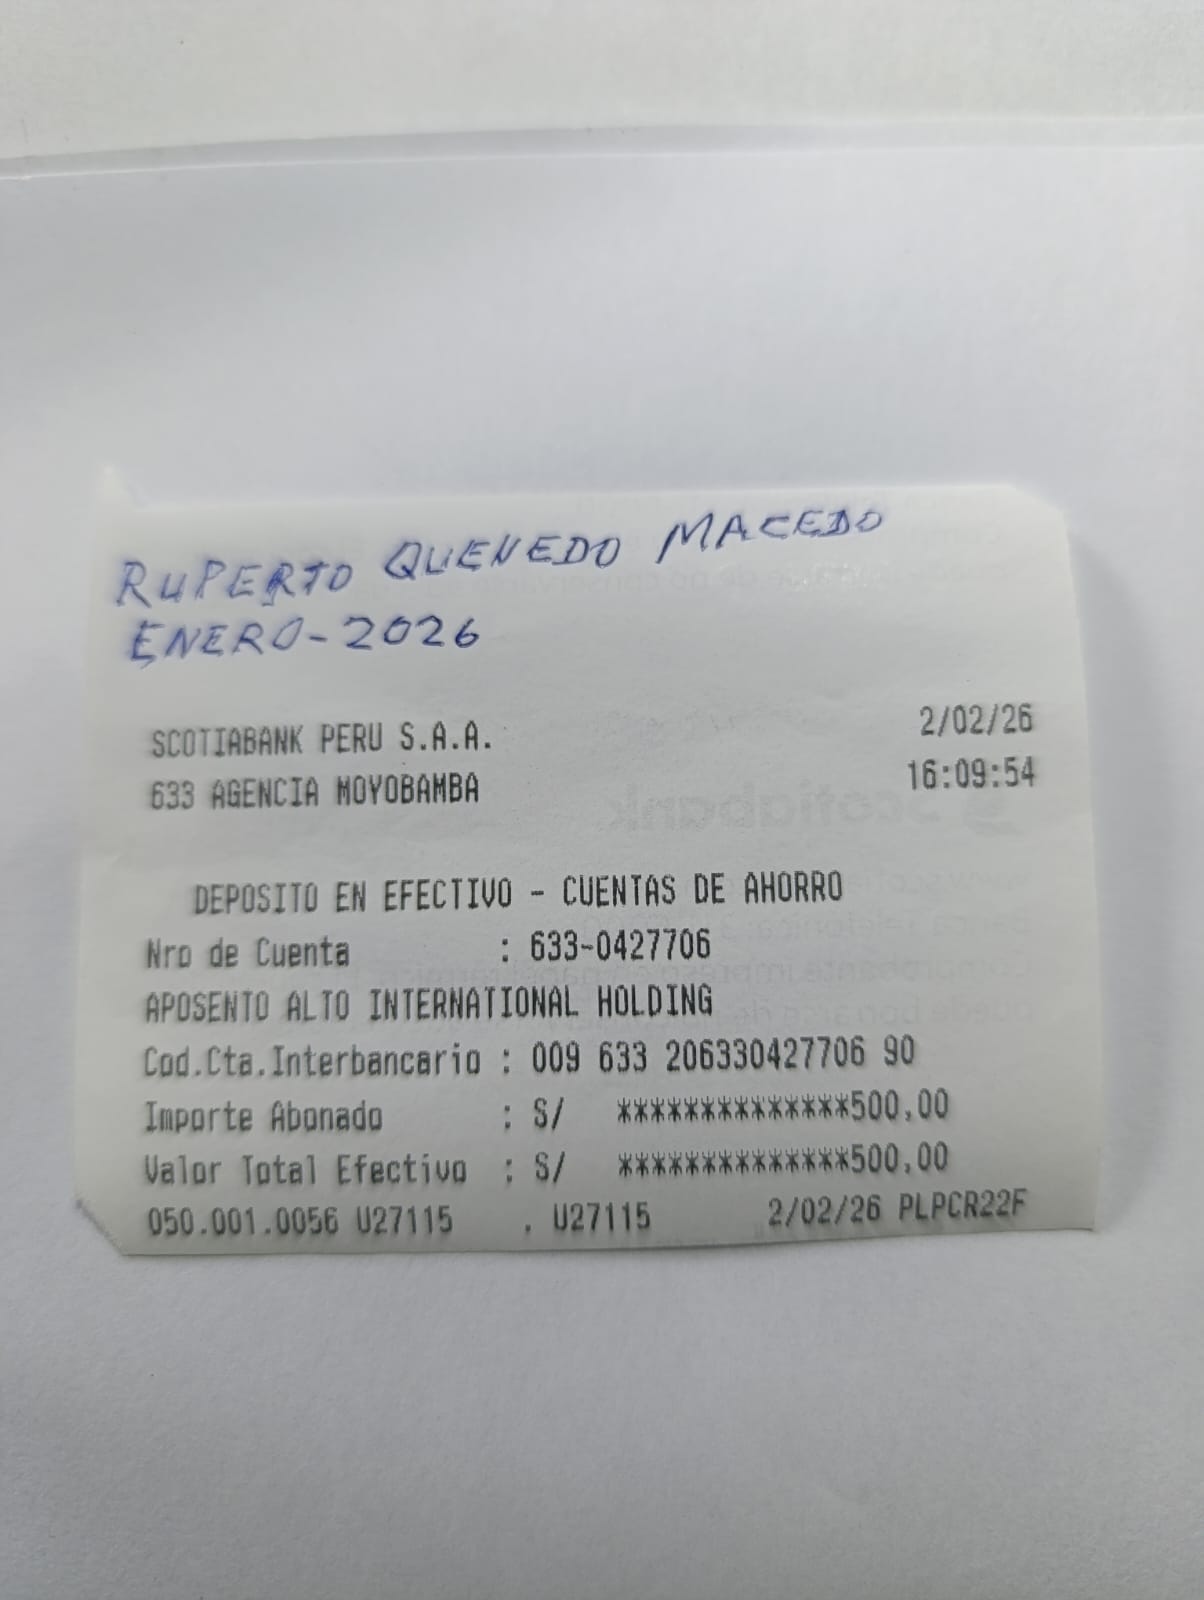 RUPERTO QUENEDO MACEDO
ENERO-2026
SCOTIABANK PERU S.A.A. 2/02/26
633 AGENCIA MOYOBAMBA 16:09:54
DEPOSITO EN EFECTIVO - CUENTAS DE AHORRO
Nro de Cuenta : 633-0427706
APOSENTO ALTO INTERNATIONAL HOLDING
Cod.Cta.Interbancario : 009 633 206330427706 90
Importe Abonado : S/ **************500,00
Valor Total Efectivo : S/ **************500,00
050.001.0056 U27115 . U27115 2/02/26 PLPCR22F